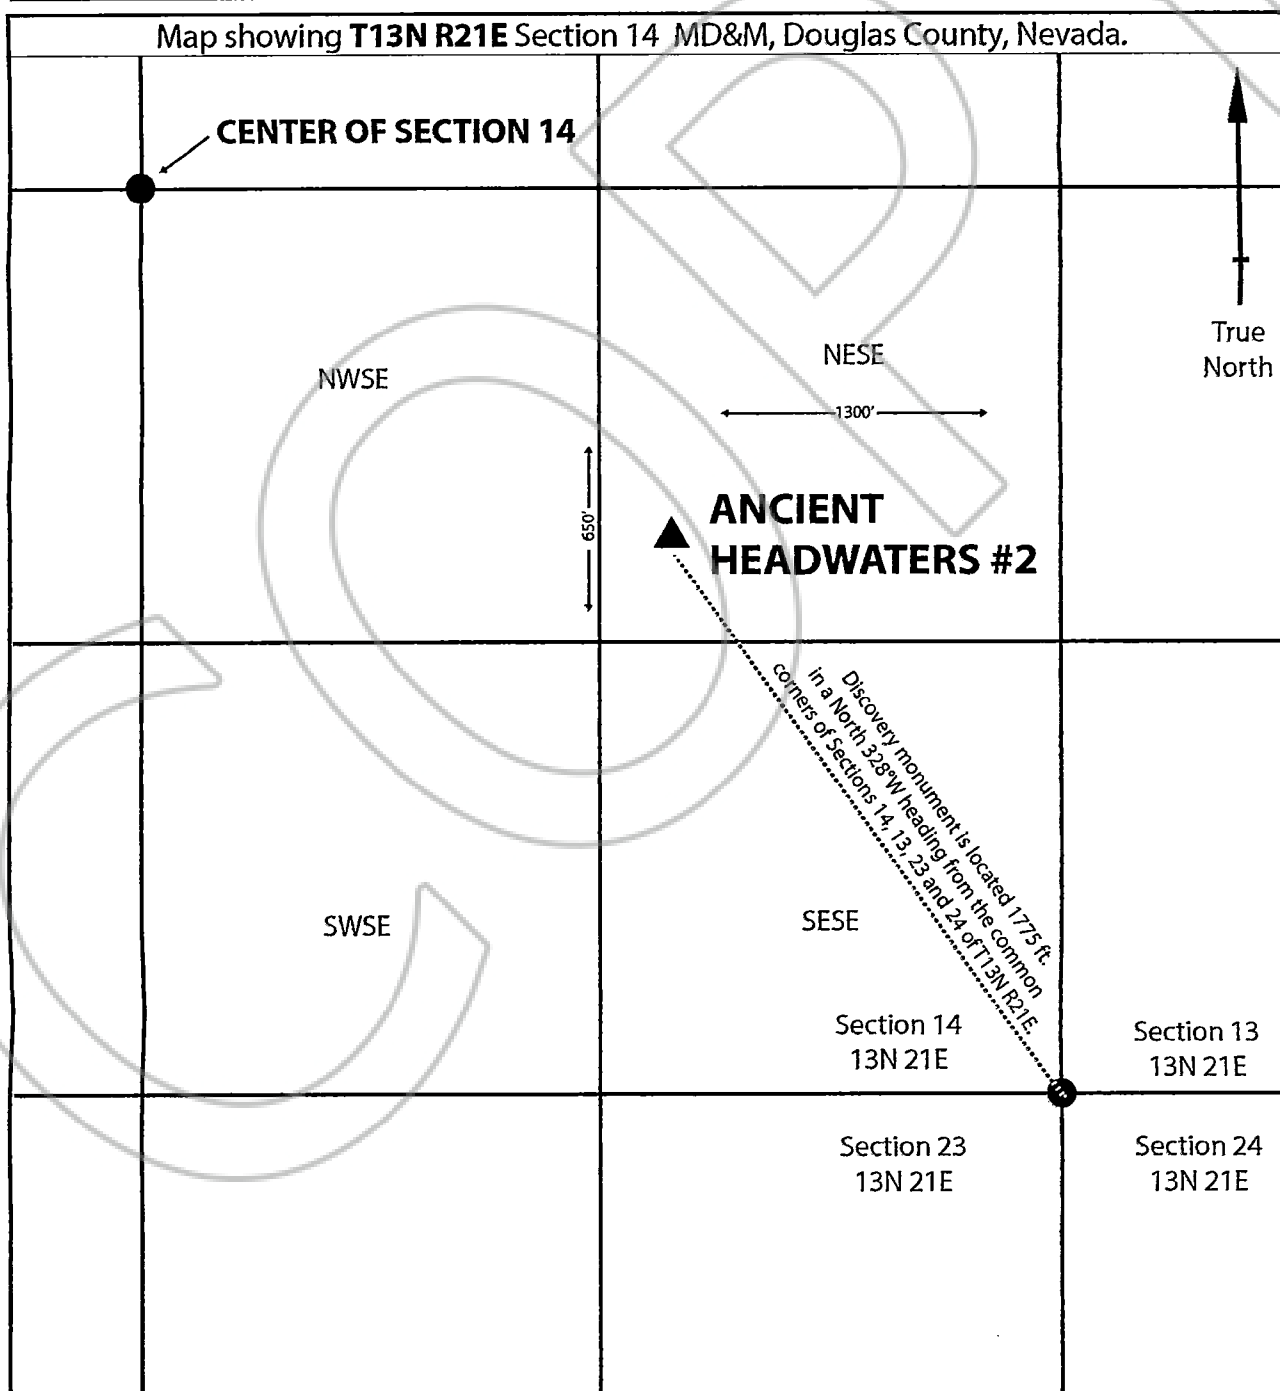 Map showing T13N R21E Section 14 MD&M, Douglas County, Nevada.
CENTER OF SECTION 14
True
North
NWSE
NESE
1300'
650'
ANCIENT
HEADWATERS #2
Discovery monument is located 1775 ft.
in a North 328°W heading from the common
corners of Sections 14, 13, 23 and 24 of T13N R21E.
SWSE
SESE
Section 14
13N 21E
Section 13
13N 21E
Section 23
13N 21E
Section 24
13N 21E
COP